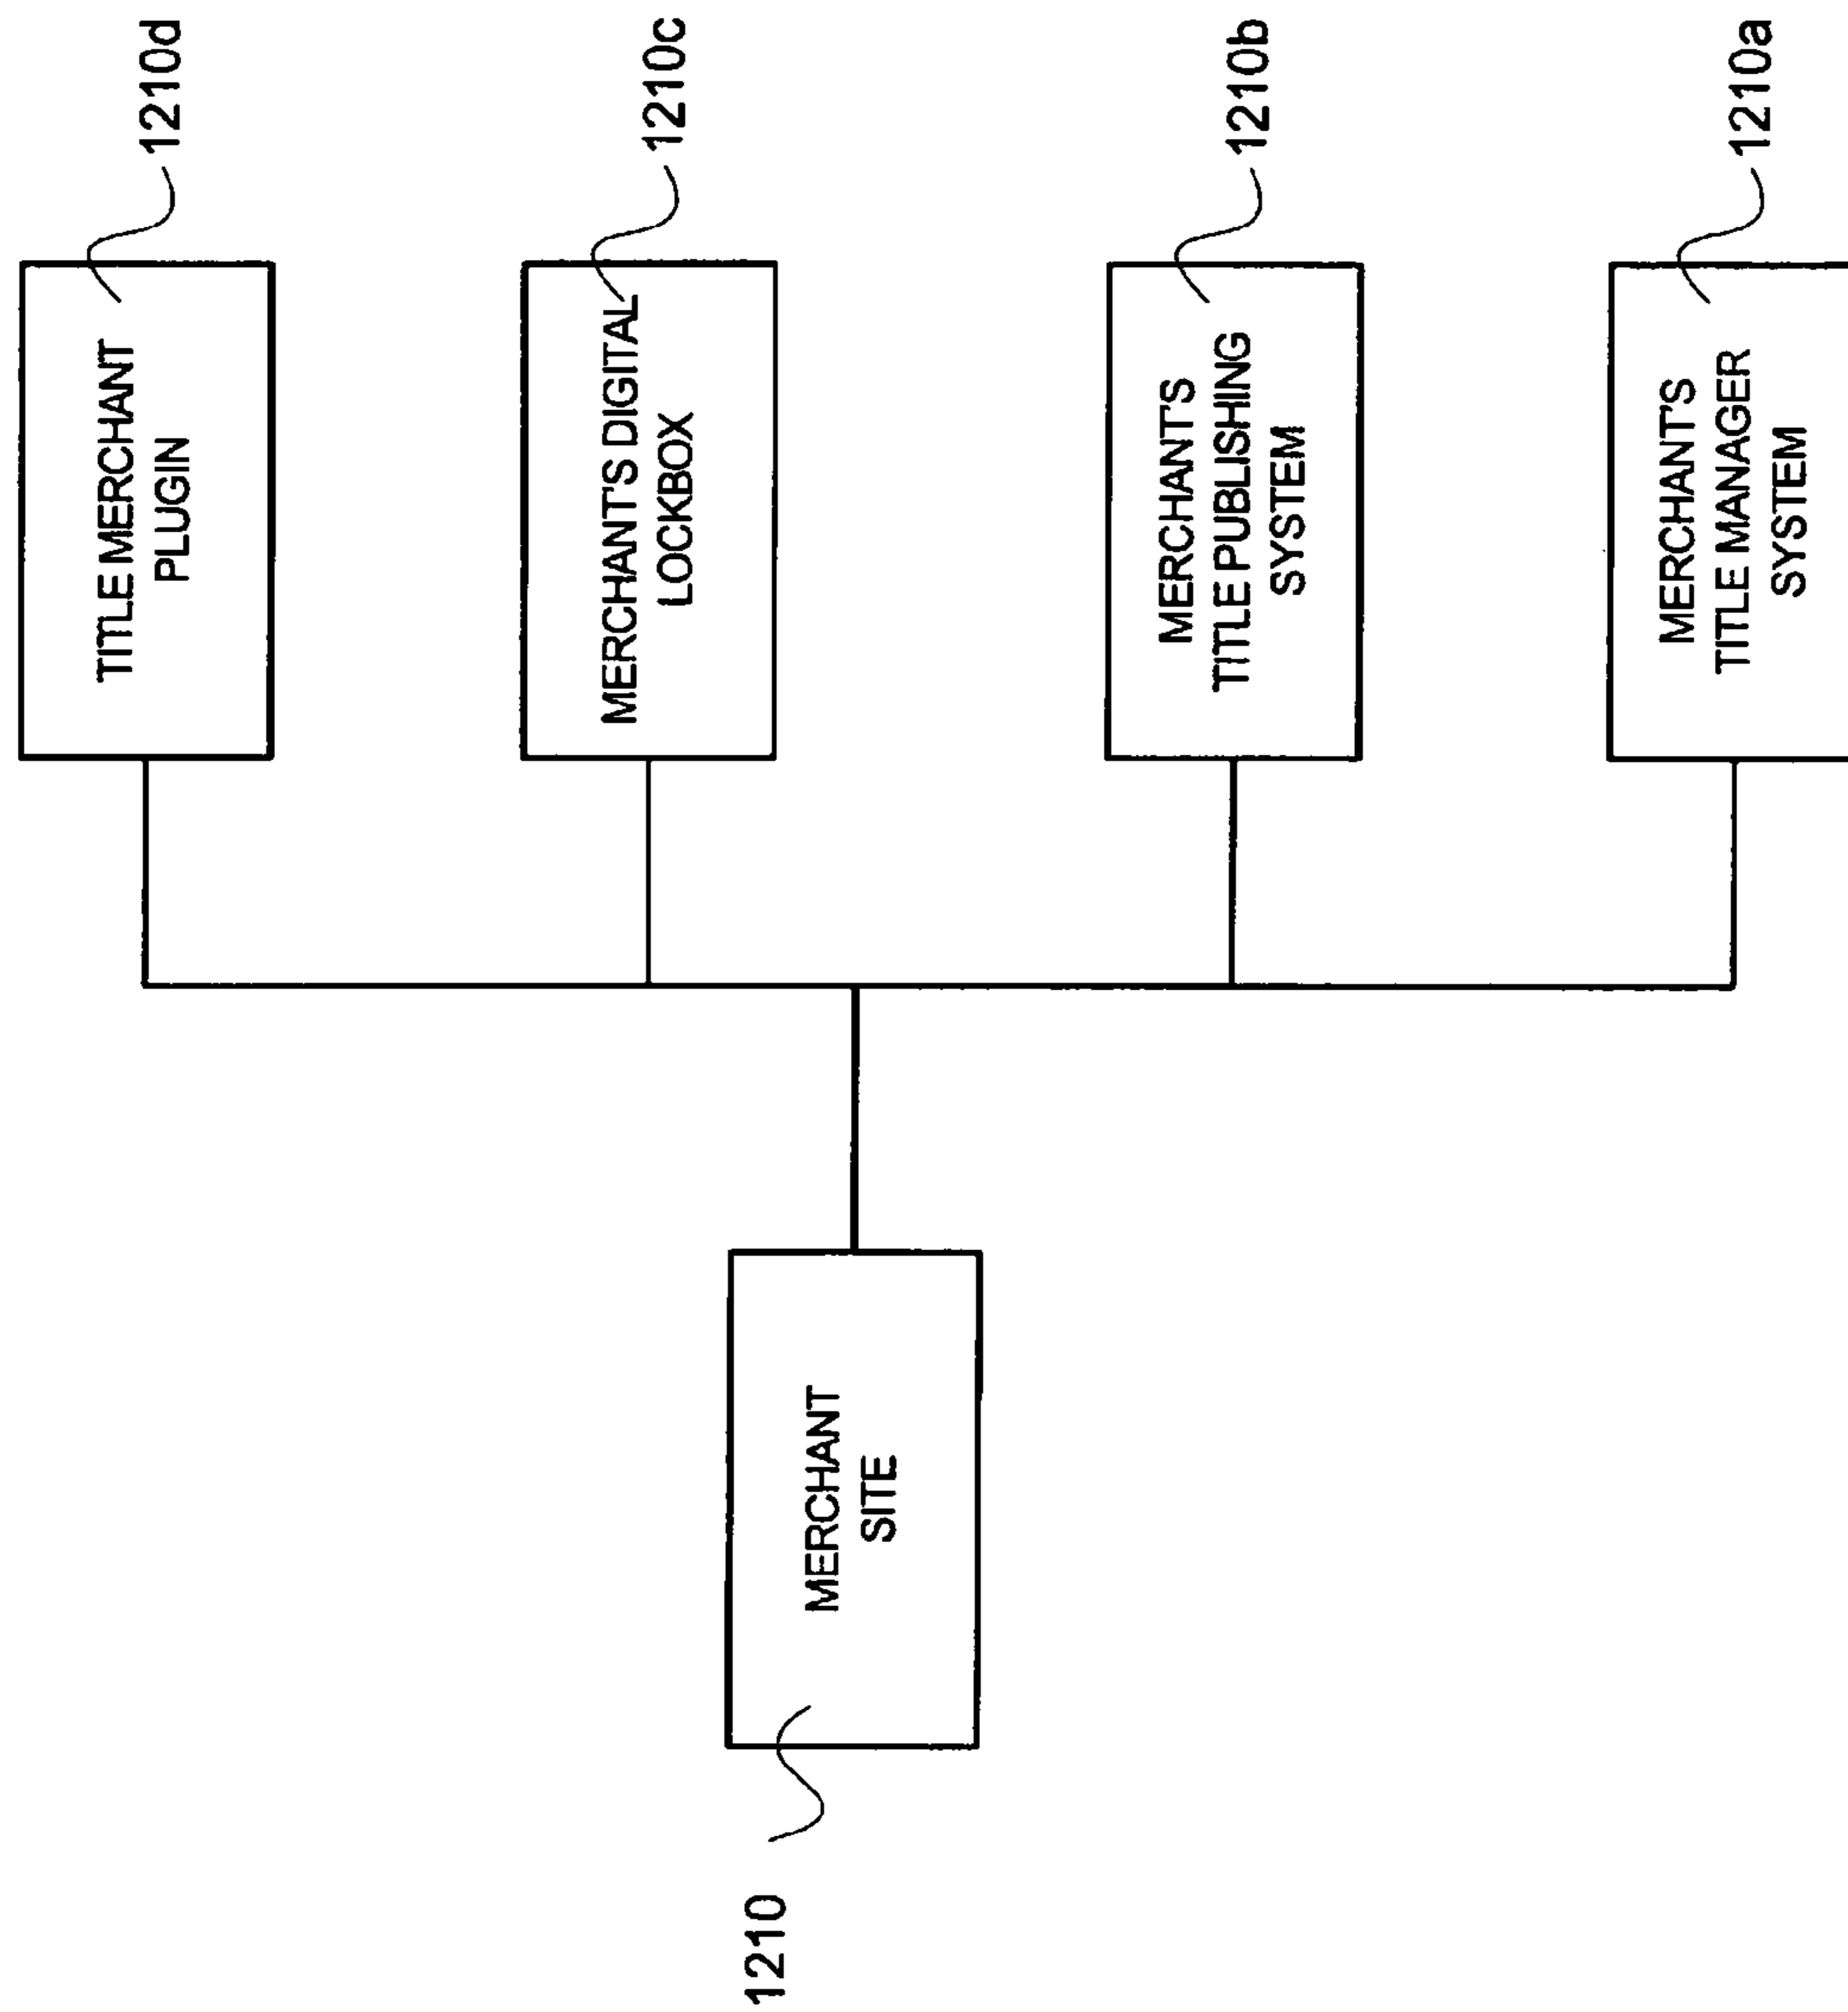 TITLE MERCHANT
PLUGIN
1210d
MERCHANT'S DIGITAL
LOCKBOX
1210c
1210
MERCHANT
SITE
MERCHANT'S
TITLE PUBLISHING
SYSTEM
1210b
MERCHANT'S
TITLE MANAGER
SYSTEM
1210a